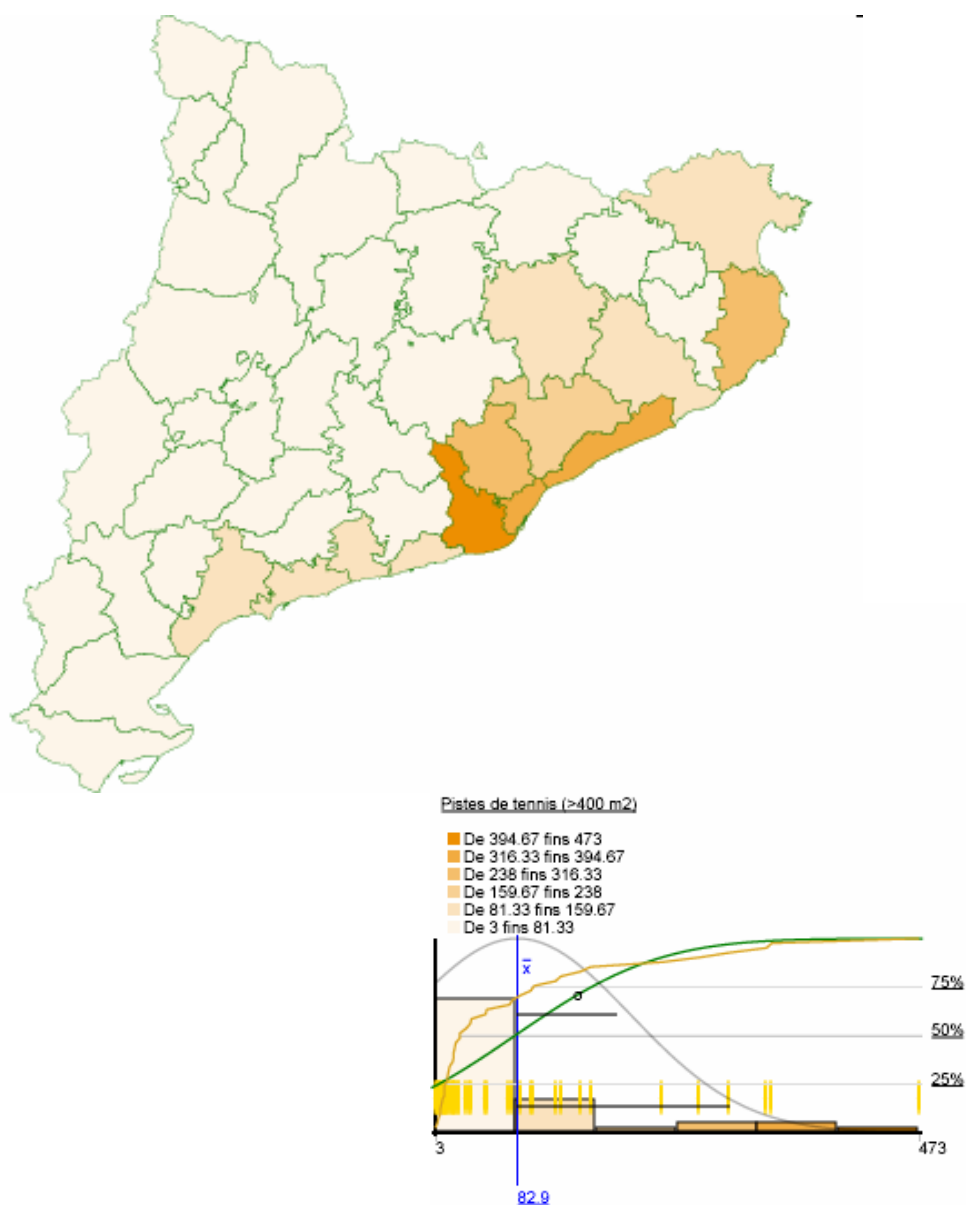 Pistes de tennis (>400 m2)
De 394.67 fins 473
De 316.33 fins 394.67
De 238 fins 316.33
De 159.67 fins 238
De 81.33 fins 159.67
De 3 fins 81.33
x̄
σ
75%
50%
25%
3
473
82.9